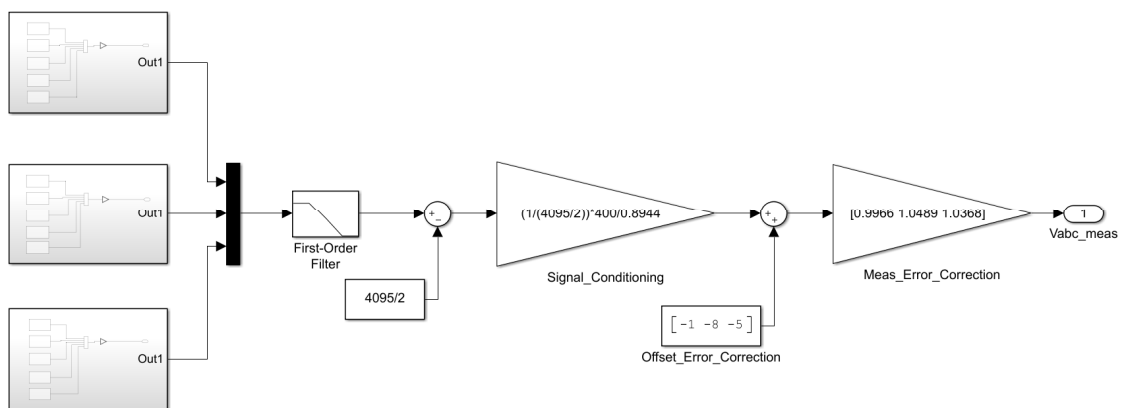 Out1
Out1
Out1
First-Order
Filter
+
−
4095/2
(1/(4095/2))*400/0.8944
Signal_Conditioning
+
+
[-1 -8 -5]
Offset_Error_Correction
[0.9966 1.0489 1.0368]
Meas_Error_Correction
1
Vabc_meas